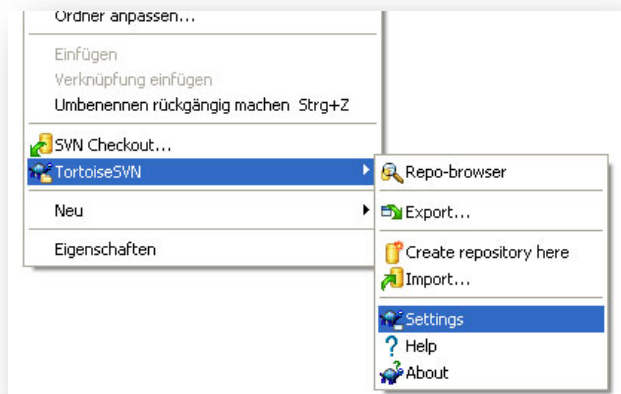 Ordner anpassen...
Einfügen
Verknüpfung einfügen
Umbenennen rückgängig machen Strg+Z
SVN Checkout...
TortoiseSVN
Neu
Eigenschaften
Repo-browser
Export...
Create repository here
Import...
Settings
Help
About